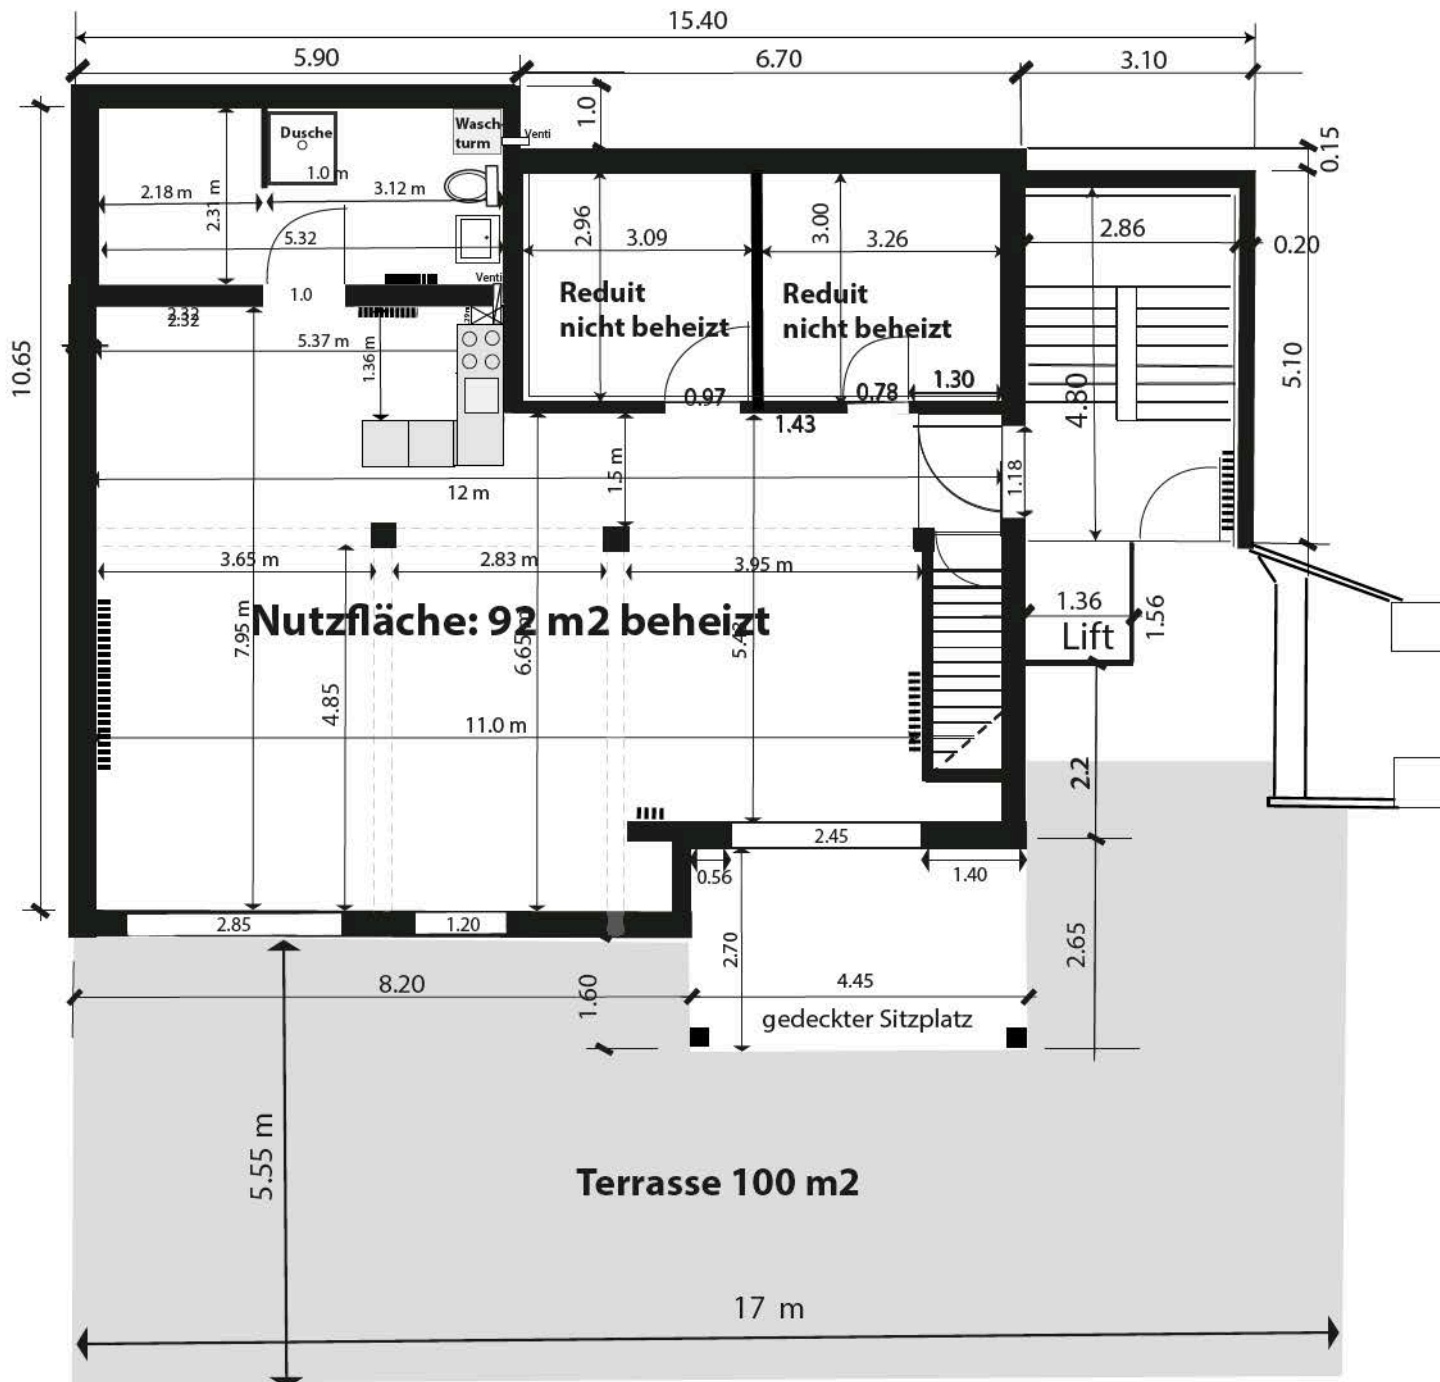 15.40
5.90
6.70
3.10
1.0
0.15
Dusche
Wasch-
turm
Venti
1.0 m
2.18 m
2.31 m
3.12 m
5.32
2.96
3.09
3.00
3.26
2.86
0.20
Venti
Reduit
nicht beheizt
Reduit
nicht beheizt
1.0
2.32
2.32
5.37 m
1.36 m
10.65
5.10
0.97
0.78
1.30
4.80
1.43
1.5 m
1.18
12 m
3.65 m
2.83 m
3.95 m
1.36
1.56
Lift
Nutzfläche: 92 m2 beheizt
7.95 m
4.85
11.0 m
2.2
2.85
1.20
2.45
0.56
1.40
2.70
2.65
8.20
1.60
4.45
gedeckter Sitzplatz
5.55 m
Terrasse 100 m2
17 m